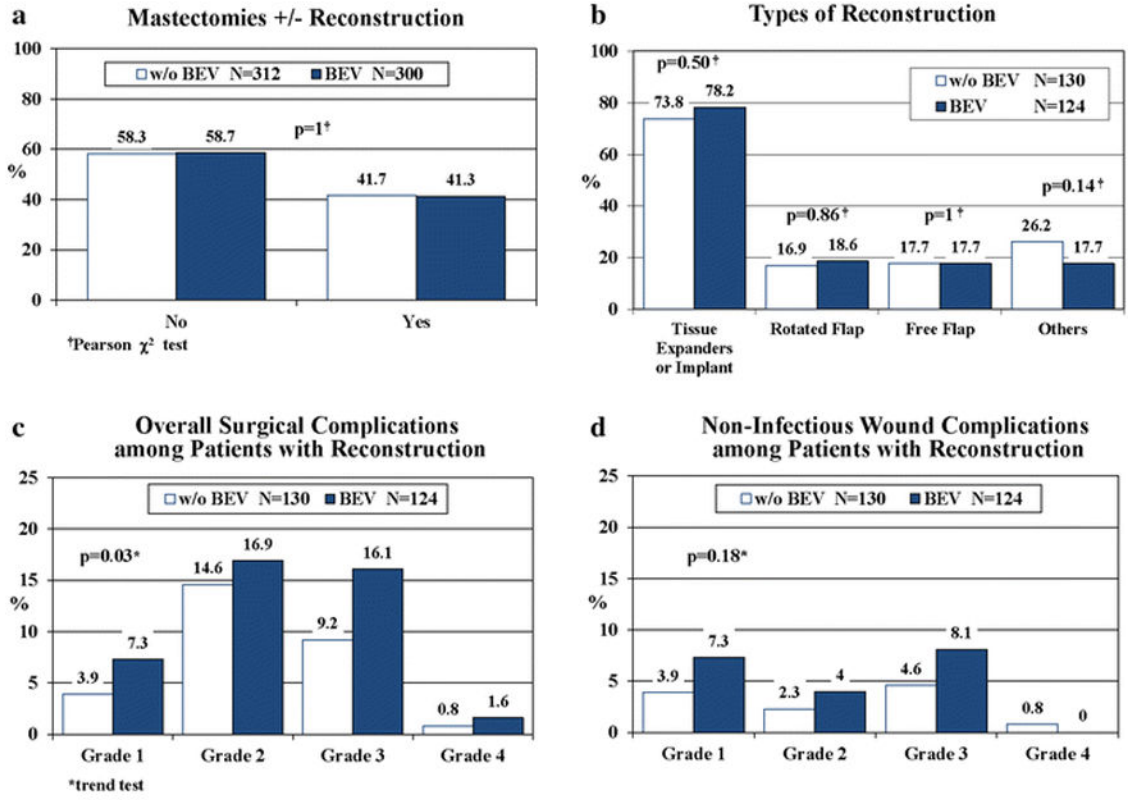 a
Mastectomies +/- Reconstruction
100
80
60
40
20
0
%
w/o BEV N=312 BEV N=300
58.3 58.7
p=1†
41.7 41.3
No Yes
†Pearson χ² test
b
Types of Reconstruction
100
80
60
40
20
0
%
w/o BEV N=130
BEV N=124
p=0.50†
73.8 78.2
p=0.86†
16.9 18.6
p=1†
17.7 17.7
p=0.14†
26.2 17.7
Tissue
Expanders
or Implant
Rotated Flap
Free Flap
Others
c
Overall Surgical Complications
among Patients with Reconstruction
25
20
15
10
5
0
%
w/o BEV N=130 BEV N=124
p=0.03*
3.9 7.3
14.6 16.9
9.2 16.1
0.8 1.6
Grade 1 Grade 2 Grade 3 Grade 4
*trend test
d
Non-Infectious Wound Complications
among Patients with Reconstruction
25
20
15
10
5
0
%
w/o BEV N=130 BEV N=124
p=0.18*
3.9 7.3
2.3 4
4.6 8.1
0.8 0
Grade 1 Grade 2 Grade 3 Grade 4